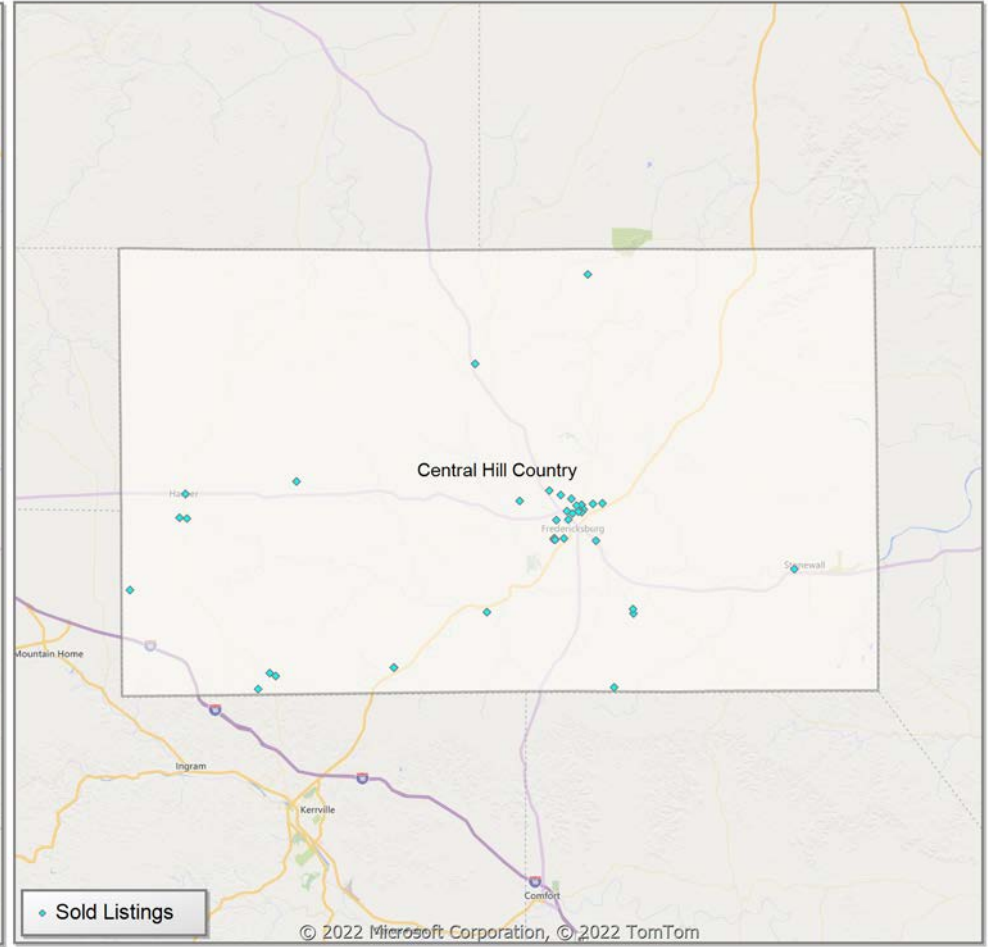 Central Hill Country
Harper
Fredericksburg
Stonewall
Mountain Home
Ingram
Kerrville
Comfort
Sold Listings
© 2022 Microsoft Corporation, © 2022 TomTom